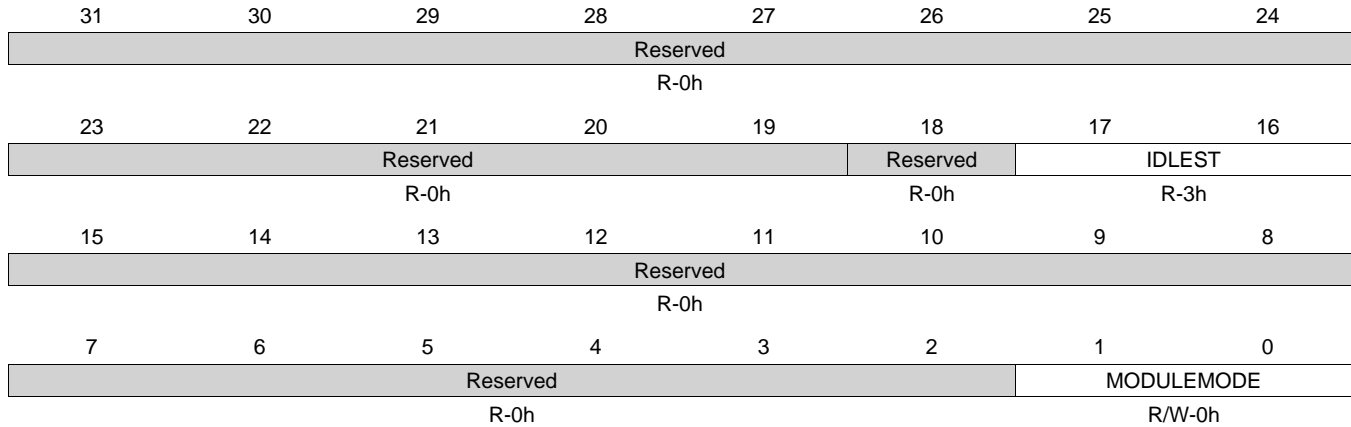 31 30 29 28 27 26 25 24
Reserved
R-0h
23 22 21 20 19 18 17 16
Reserved Reserved IDLEST
R-0h R-0h R-3h
15 14 13 12 11 10 9 8
Reserved
R-0h
7 6 5 4 3 2 1 0
Reserved MODULEMODE
R-0h R/W-0h